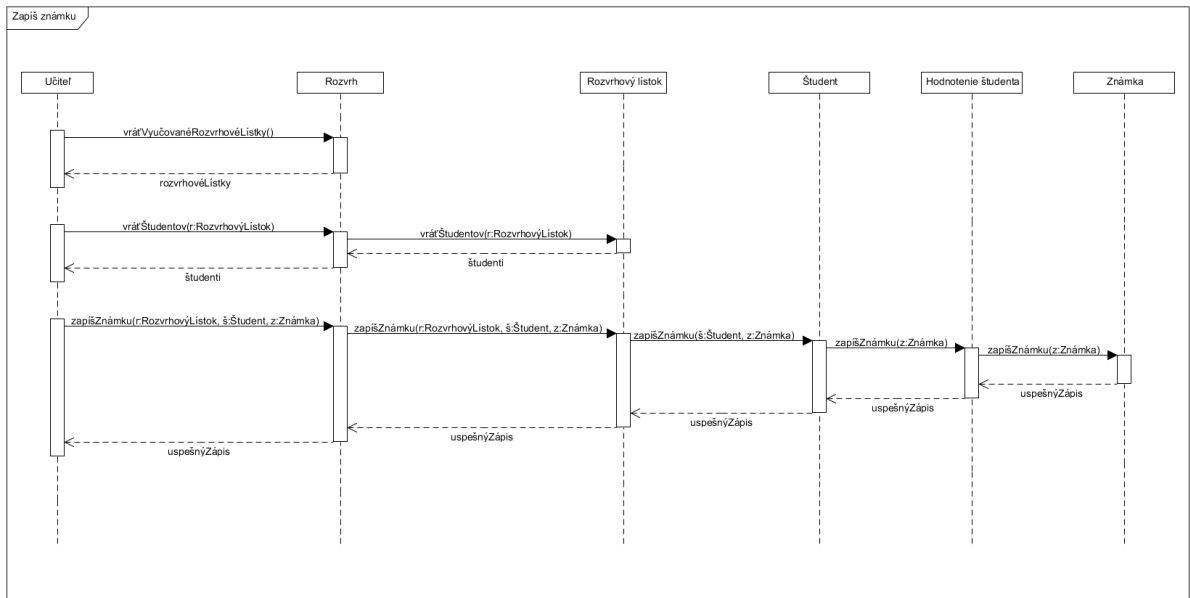 Zapíš známku
Učiteľ
Rozvrh
Rozvrhový lístok
Študent
Hodnotenie študenta
Známka
vráťVyučovanéRozvrhovéLístky()
rozvrhovéLístky
vráťŠtudentov(r:RozvrhovýLístok)
vráťŠtudentov(r:RozvrhovýLístok)
študenti
študenti
zapíšZnámku(r:RozvrhovýLístok, š:Študent, z:Známka)
zapíšZnámku(r:RozvrhovýLístok, š:Študent, z:Známka)
zapíšZnámku(š:Študent, z:Známka)
zapíšZnámku(z:Známka)
zapíšZnámku(z:Známka)
uspešnýZápis
uspešnýZápis
uspešnýZápis
uspešnýZápis
uspešnýZápis